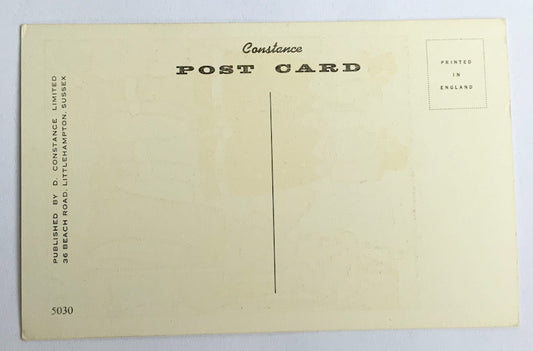 Constance
POST CARD
PRINTED
IN
ENGLAND
PUBLISHED BY D. CONSTANCE, LIMITED
36 BEACH ROAD, LITTLEHAMPTON, SUSSEX
5030